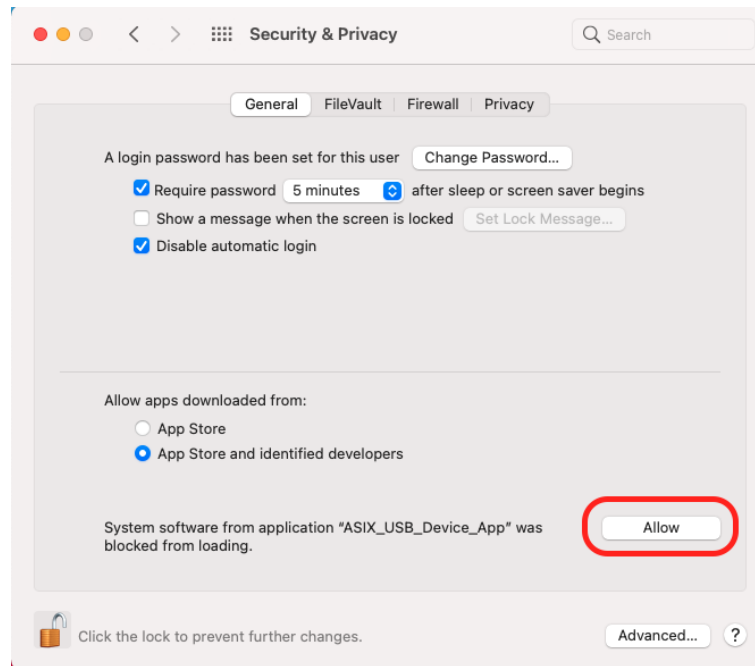 Security & Privacy
Search
General FileVault Firewall Privacy
A login password has been set for this user Change Password...
Require password 5 minutes after sleep or screen saver begins
Show a message when the screen is locked Set Lock Message...
Disable automatic login
Allow apps downloaded from:
App Store
App Store and identified developers
System software from application “ASIX_USB_Device_App” was
blocked from loading.
Allow
Click the lock to prevent further changes.
Advanced... ?